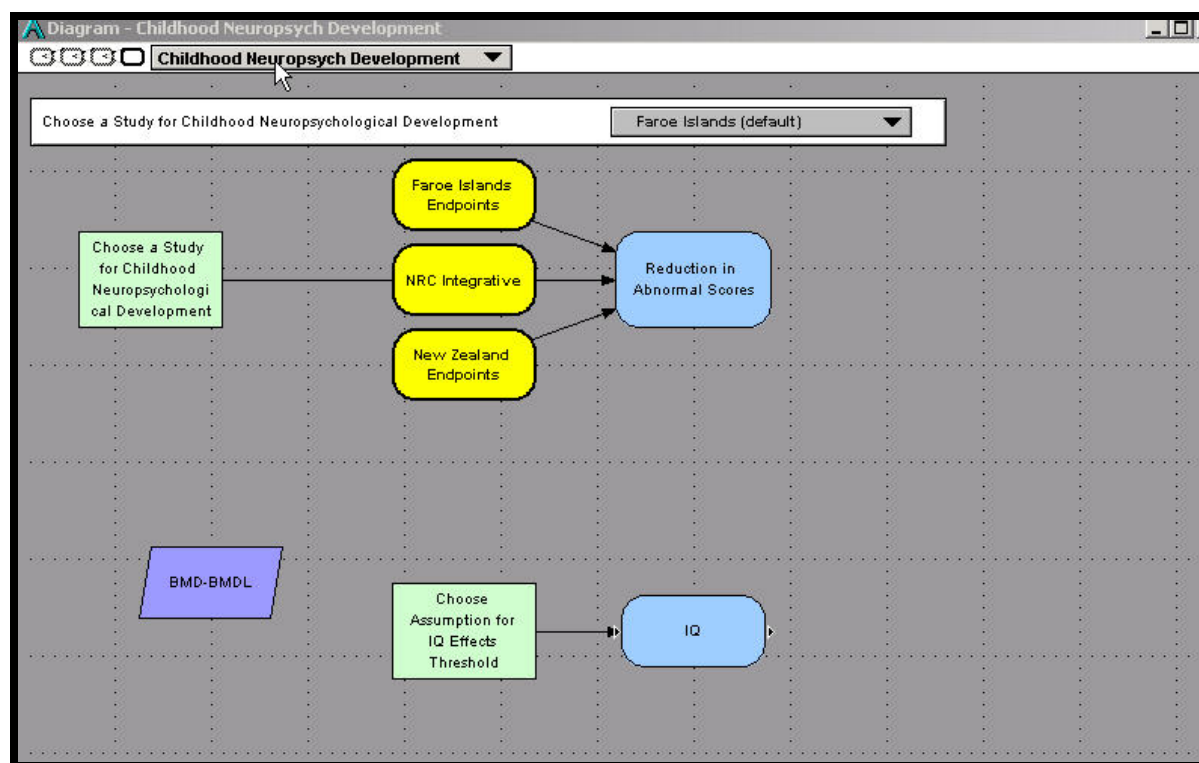 Diagram - Childhood Neuropsych Development
Childhood Neuropsych Development
Choose a Study for Childhood Neuropsychological Development
Faroe Islands (default)
Faroe Islands
Endpoints
Choose a Study
for Childhood
Neuropsychologi
cal Development
NRC Integrative
Reduction in
Abnormal Scores
New Zealand
Endpoints
BMD-BMDL
Choose
Assumption for
IQ Effects
Threshold
IQ